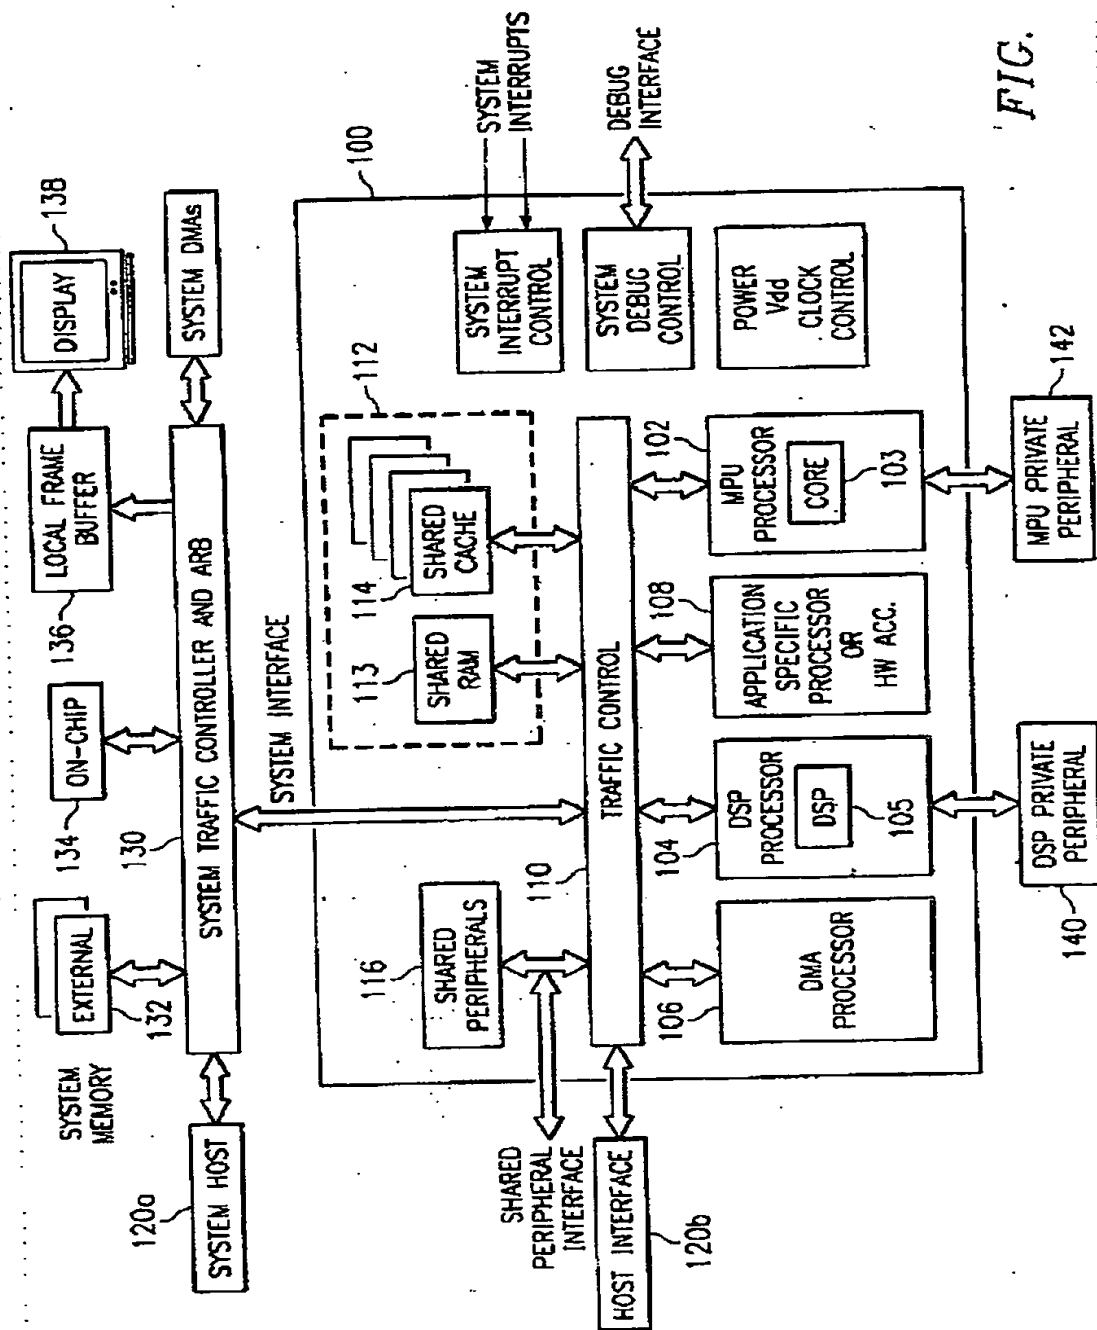 SYSTEM
MEMORY
EXTERNAL
132
134
ON-CHIP
136
LOCAL FRAME
BUFFER
DISPLAY
138
120a
SYSTEM HOST
130
SYSTEM TRAFFIC CONTROLLER AND ARB
SYSTEM DMAs
SYSTEM INTERFACE
100
116
SHARED
PERIPHERALS
113
SHARED
RAM
114
SHARED
CACHE
112
SYSTEM
INTERRUPT
CONTROL
SYSTEM
INTERRUPTS
SHARED
PERIPHERAL
INTERFACE
HOST INTERFACE
120b
110
TRAFFIC CONTROL
SYSTEM
DEBUG
CONTROL
DEBUG
INTERFACE
106
DMA
PROCESSOR
104
DSP
PROCESSOR
DSP
105
108
APPLICATION
SPECIFIC
PROCESSOR
OR
HW ACC.
102
MPU
PROCESSOR
CORE
103
POWER
Vdd
CLOCK
CONTROL
140
DSP PRIVATE
PERIPHERAL
MPU PRIVATE
PERIPHERAL
142
FIG.